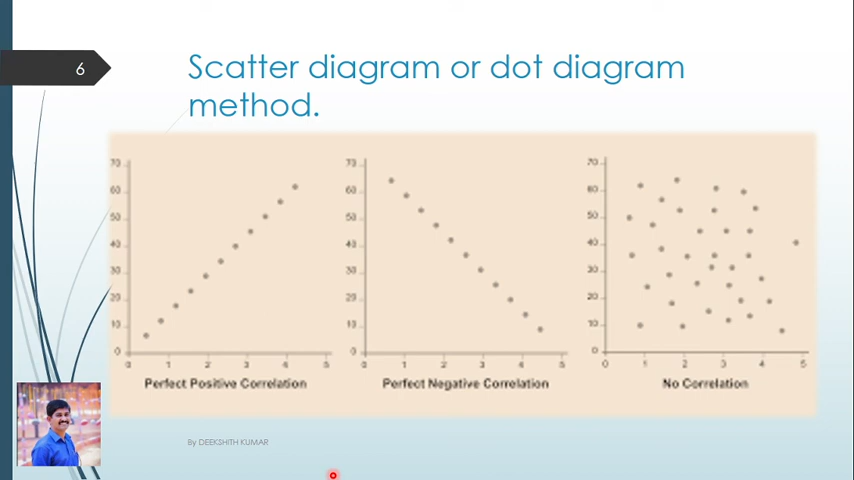 6
Scatter diagram or dot diagram
method.
70
60
50
40
30
20
10
0
0 1 2 3 4 5
Perfect Positive Correlation
70
60
50
40
30
20
10
0
0 1 2 3 4 5
Perfect Negative Correlation
70
60
50
40
30
20
10
0
0 1 2 3 4 5
No Correlation
By DEEKSHITH KUMAR